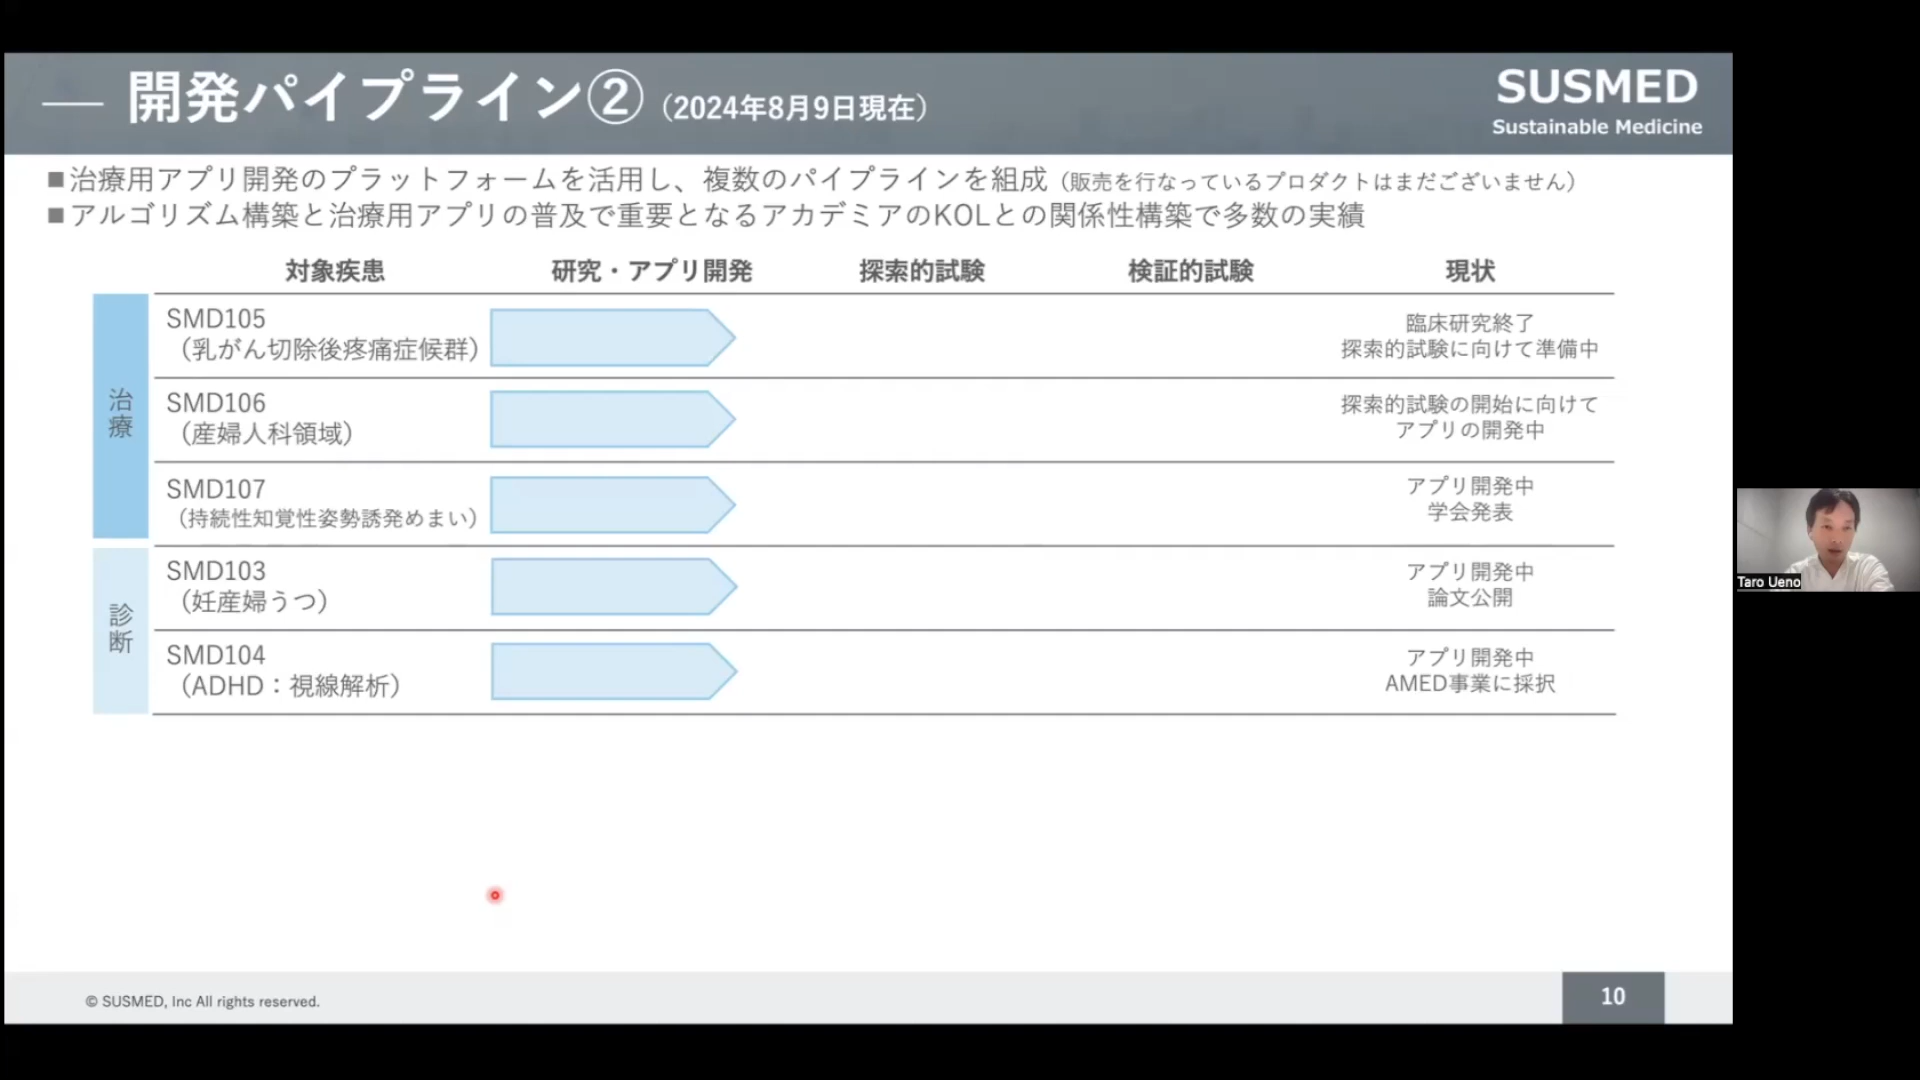 開発パイプライン②（2024年8月9日現在）
SUSMED
Sustainable Medicine
■治療用アプリ開発のプラットフォームを活用し、複数のパイプラインを組成（販売を行なっているプロダクトはまだございません）
■アルゴリズム構築と治療用アプリの普及で重要となるアカデミアのKOLとの関係性構築で多数の実績
対象疾患 研究・アプリ開発 探索的試験 検証的試験 現状
治療
SMD105
（乳がん切除後疼痛症候群）
臨床研究終了
探索的試験に向けて準備中
SMD106
（産婦人科領域）
探索的試験の開始に向けて
アプリの開発中
SMD107
（持続性知覚性姿勢誘発めまい）
アプリ開発中
学会発表
診断
SMD103
（妊産婦うつ）
アプリ開発中
論文公開
SMD104
（ADHD：視線解析）
アプリ開発中
AMED事業に採択
Taro Ueno
© SUSMED, Inc All rights reserved.
10